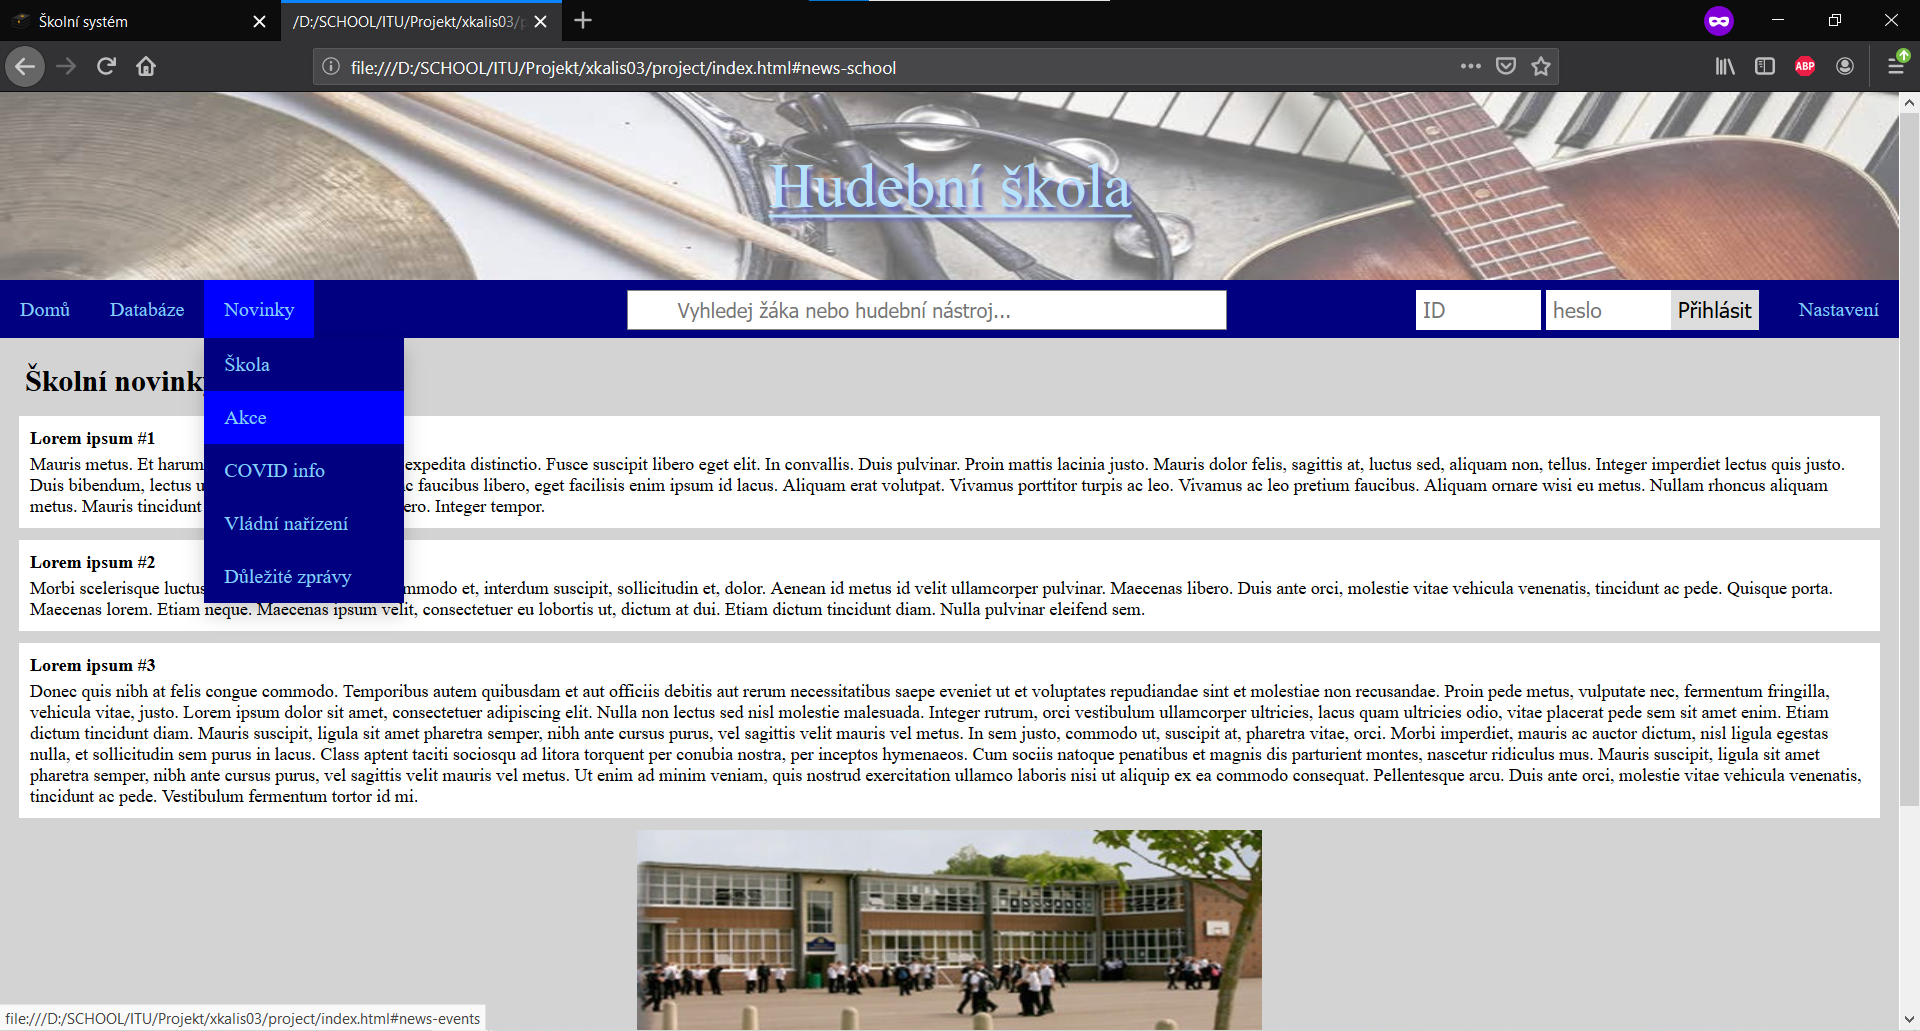 Školní systém
/D:/SCHOOL/ITU/Projekt/xkalis03/
file:///D:/SCHOOL/ITU/Projekt/xkalis03/project/index.html#news-school
ABP
Hudební škola
Domů Databáze Novinky Vyhledej žáka nebo hudební nástroj... ID heslo Přihlásit Nastavení
Škola
Akce
COVID info
Vládní nařízení
Důležité zprávy
Školní
Lorem ipsum #1
Mauris metus. Et harum expedita distinctio. Fusce suscipit libero eget elit. In convallis. Duis pulvinar. Proin mattis lacinia justo. Mauris dolor felis, sagittis at, luctus sed, aliquam non, tellus. Integer imperdiet lectus quis justo.
Duis bibendum, lectus faucibus libero, eget facilisis enim ipsum id lacus. Aliquam erat volutpat. Vivamus porttitor turpis ac leo. Vivamus ac leo pretium faucibus. Aliquam ornare wisi eu metus. Nullam rhoncus aliquam
metus. Mauris tincidunt Integer tempor.
Lorem ipsum #2
Morbi scelerisque et, interdum suscipit, sollicitudin et, dolor. Aenean id metus id velit ullamcorper pulvinar. Maecenas libero. Duis ante orci, molestie vitae vehicula venenatis, tincidunt ac pede. Quisque porta.
Maecenas lorem. Etiam neque. Maecenas ipsum velit, consectetuer eu lobortis ut, dictum at dui. Etiam dictum tincidunt diam. Nulla pulvinar eleifend sem.
Lorem ipsum #3
Donec quis nibh at felis congue commodo. Temporibus autem quibusdam et aut officiis debitis aut rerum necessitatibus saepe eveniet ut et voluptates repudiandae sint et molestiae non recusandae. Proin pede metus, vulputate nec, fermentum fringilla,
vehicula vitae, justo. Lorem ipsum dolor sit amet, consectetuer adipiscing elit. Nulla non lectus sed nisl molestie malesuada. Integer rutrum, orci vestibulum ullamcorper ultricies, lacus quam ultricies odio, vitae placerat pede sem sit amet enim. Etiam
dictum tincidunt diam. Mauris suscipit, ligula sit amet pharetra semper, nibh ante cursus purus, vel sagittis velit mauris vel metus. In sem justo, commodo ut, suscipit at, pharetra vitae, orci. Morbi imperdiet, mauris ac auctor dictum, nisl ligula egestas
nulla, et sollicitudin sem purus in lacus. Class aptent taciti sociosqu ad litora torquent per conubia nostra, per inceptos hymenaeos. Cum sociis natoque penatibus et magnis dis parturient montes, nascetur ridiculus mus. Mauris suscipit, ligula sit amet
pharetra semper, nibh ante cursus purus, vel sagittis velit mauris vel metus. Ut enim ad minim veniam, quis nostrud exercitation ullamco laboris nisi ut aliquip ex ea commodo consequat. Pellentesque arcu. Duis ante orci, molestie vitae vehicula venenatis,
tincidunt ac pede. Vestibulum fermentum tortor id mi.
file:///D:/SCHOOL/ITU/Projekt/xkalis03/project/index.html#news-events